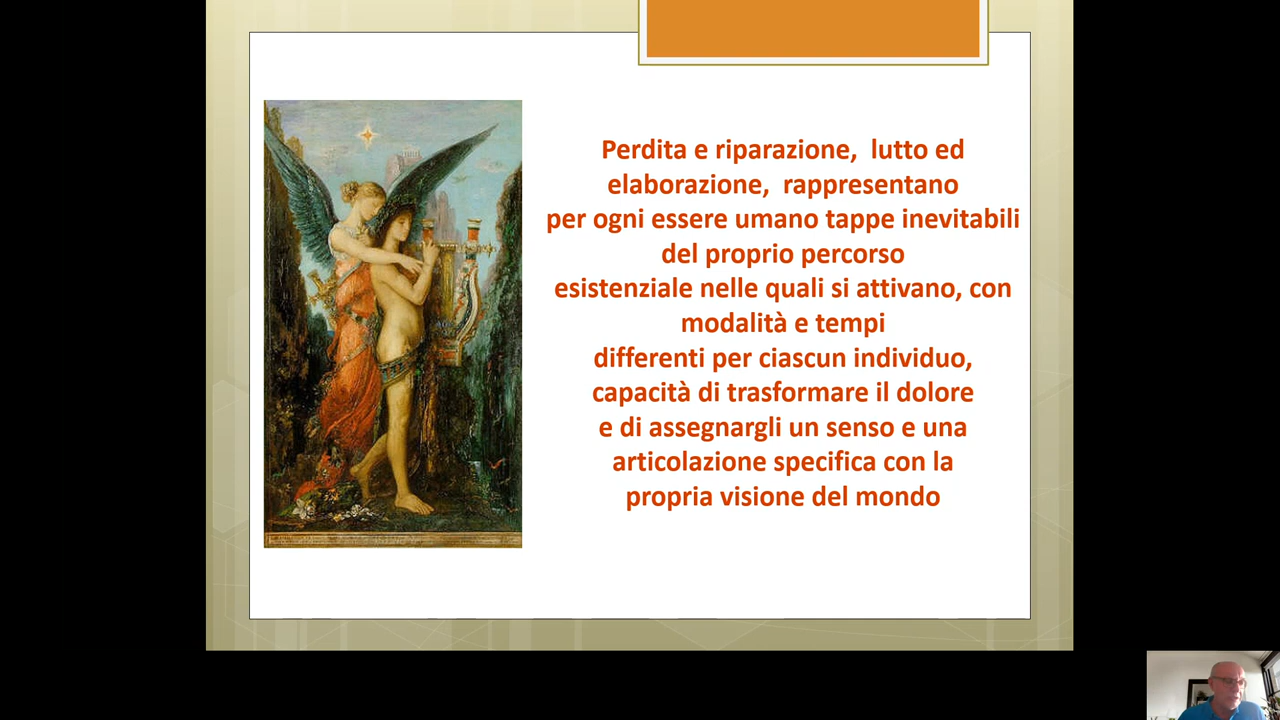 Perdita e riparazione,  lutto ed
elaborazione,  rappresentano
per ogni essere umano tappe inevitabili
del proprio percorso
esistenziale nelle quali si attivano, con
modalità e tempi
differenti per ciascun individuo,
capacità di trasformare il dolore
e di assegnargli un senso e una
articolazione specifica con la
propria visione del mondo